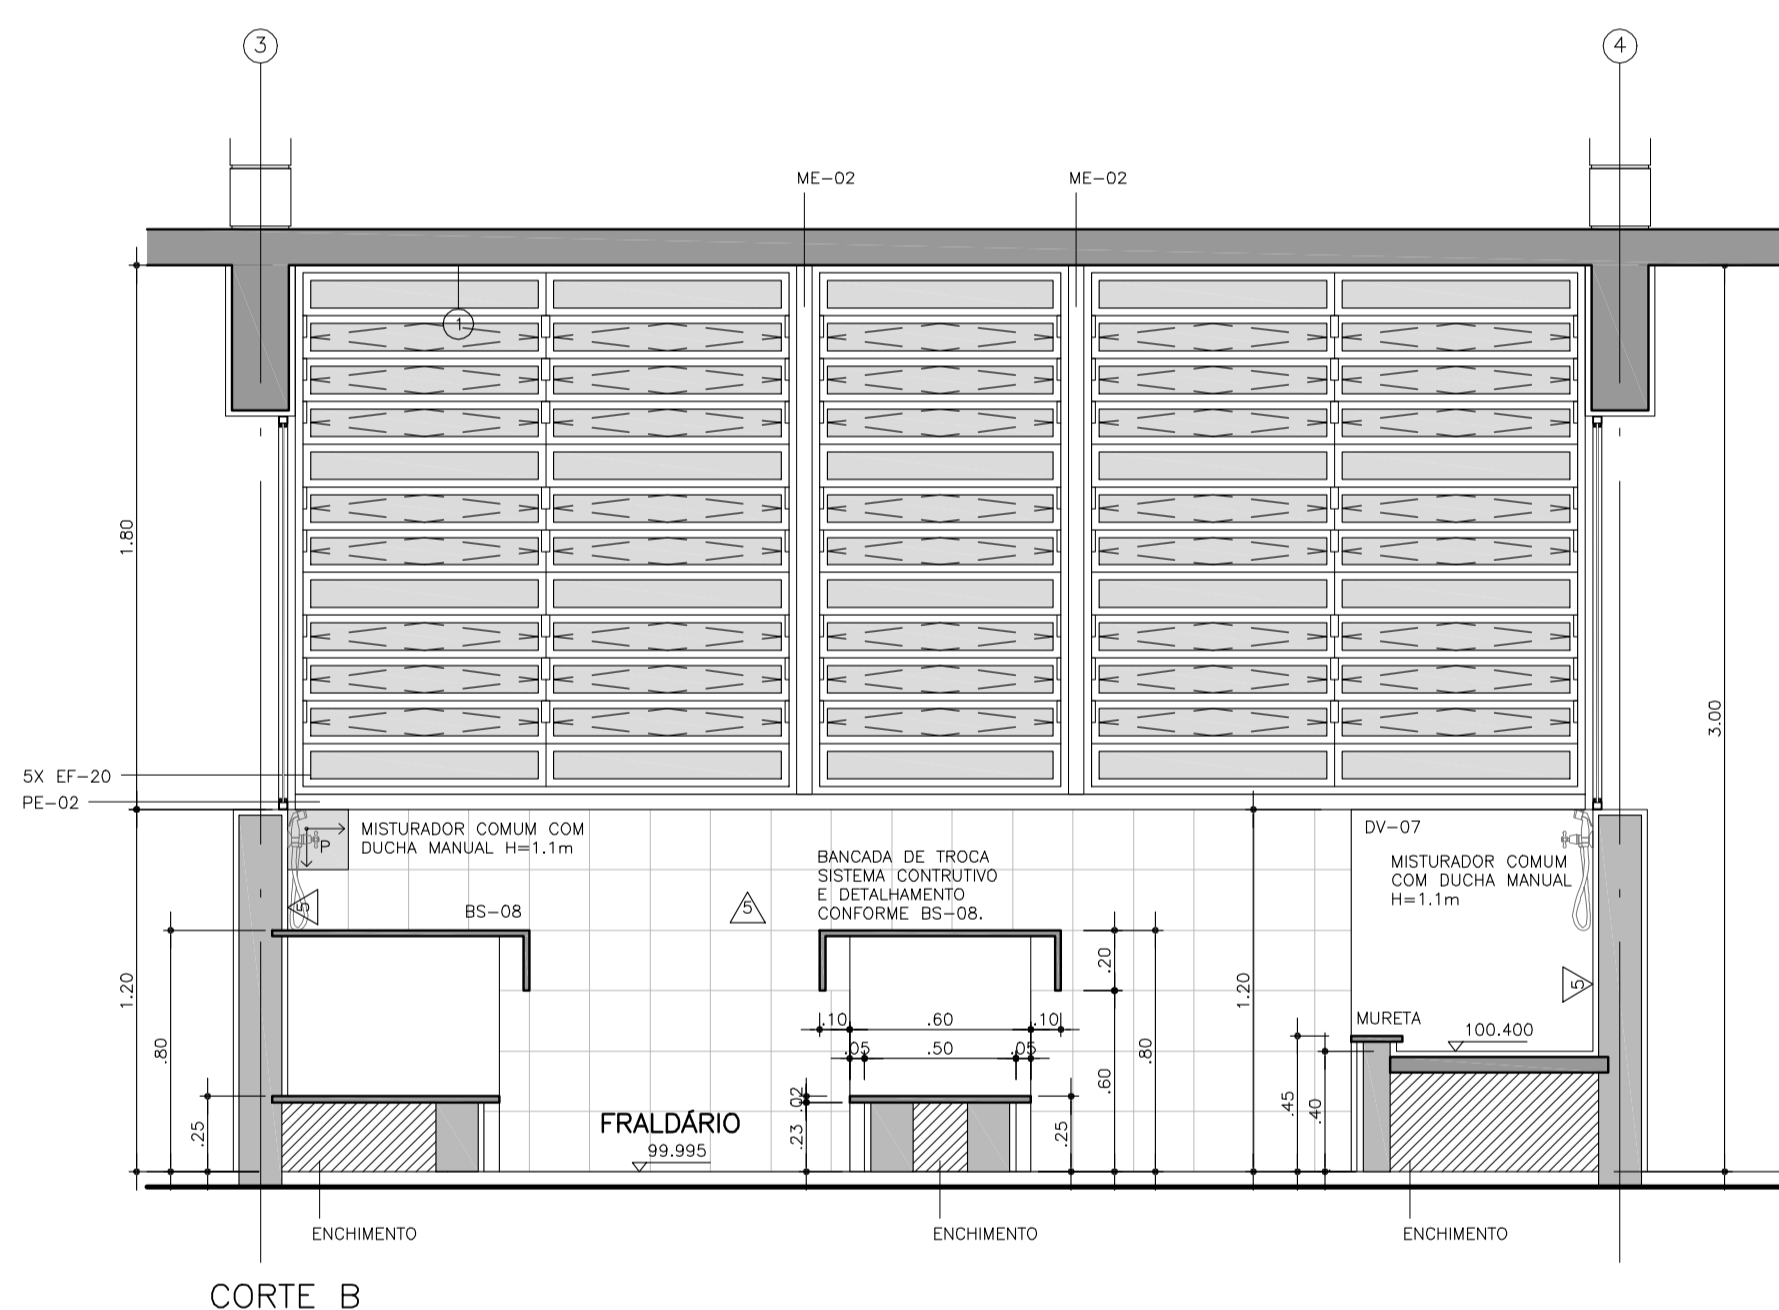 3
4
ME-02
ME-02
1
1.80
3.00
5X EF-20
PE-02
P
MISTURADOR COMUM COM
DUCHA MANUAL H=1.1m
5
BS-08
5
BANCADA DE TROCA
SISTEMA CONTRUTIVO
E DETALHAMENTO
CONFORME BS-08.
DV-07
MISTURADOR COMUM
COM DUCHA MANUAL
H=1.1m
5
1.20
.80
.25
.10
.60
.10
.05
.50
.05
.20
.60
.80
1.20
.02
.23
.25
MURETA
100.400
.45
.40
FRALDÁRIO
99.995
ENCHIMENTO
ENCHIMENTO
ENCHIMENTO
CORTE B